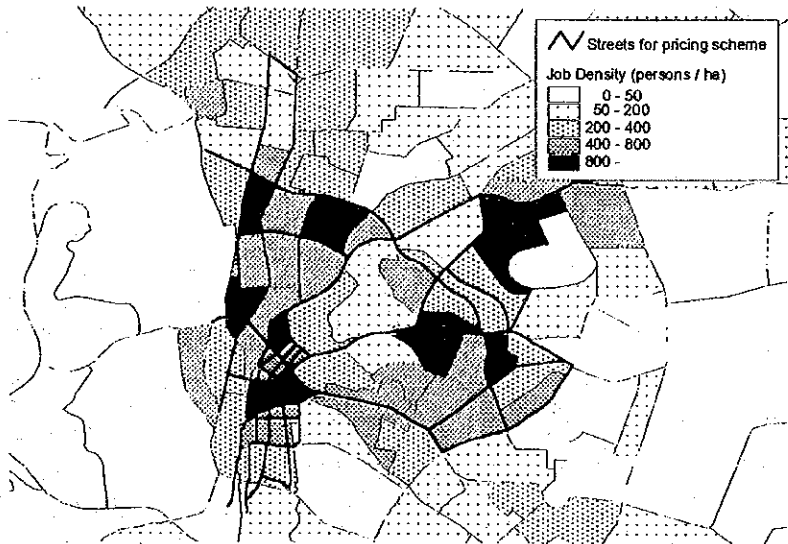 Streets for pricing scheme
Job Density (persons / ha)
0 - 50
50 - 200
200 - 400
400 - 800
800 -